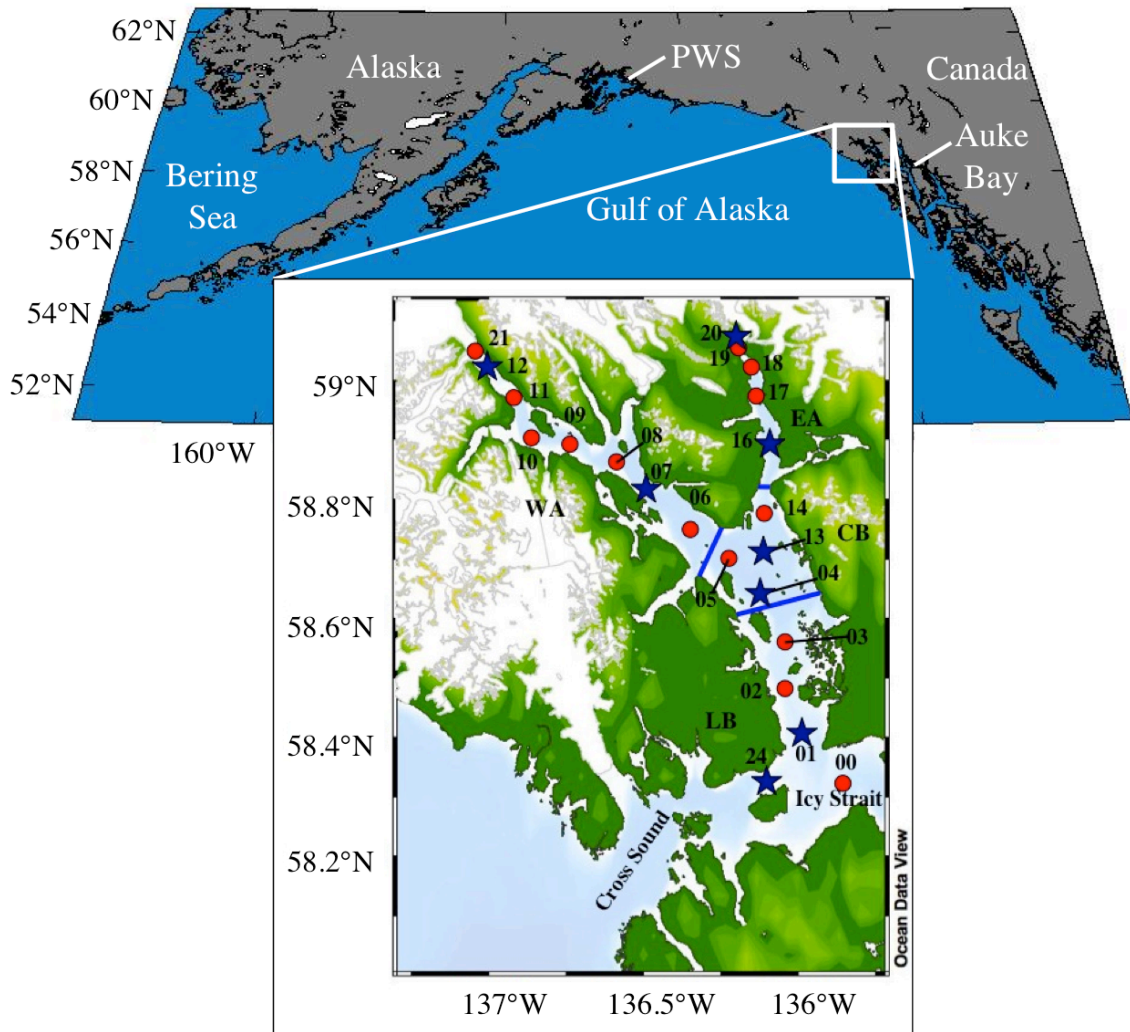 62°N
60°N
58°N
56°N
54°N
52°N
160°W
Alaska
PWS
Canada
Auke
Bay
Bering
Sea
Gulf of Alaska
59°N
58.8°N
58.6°N
58.4°N
58.2°N
21
12
11
09
10
08
07
06
WA
20
19
18
17
EA
16
14
CB
13
04
05
03
02
LB
01
24
00
Icy Strait
Cross Sound
Ocean Data View
137°W
136.5°W
136°W